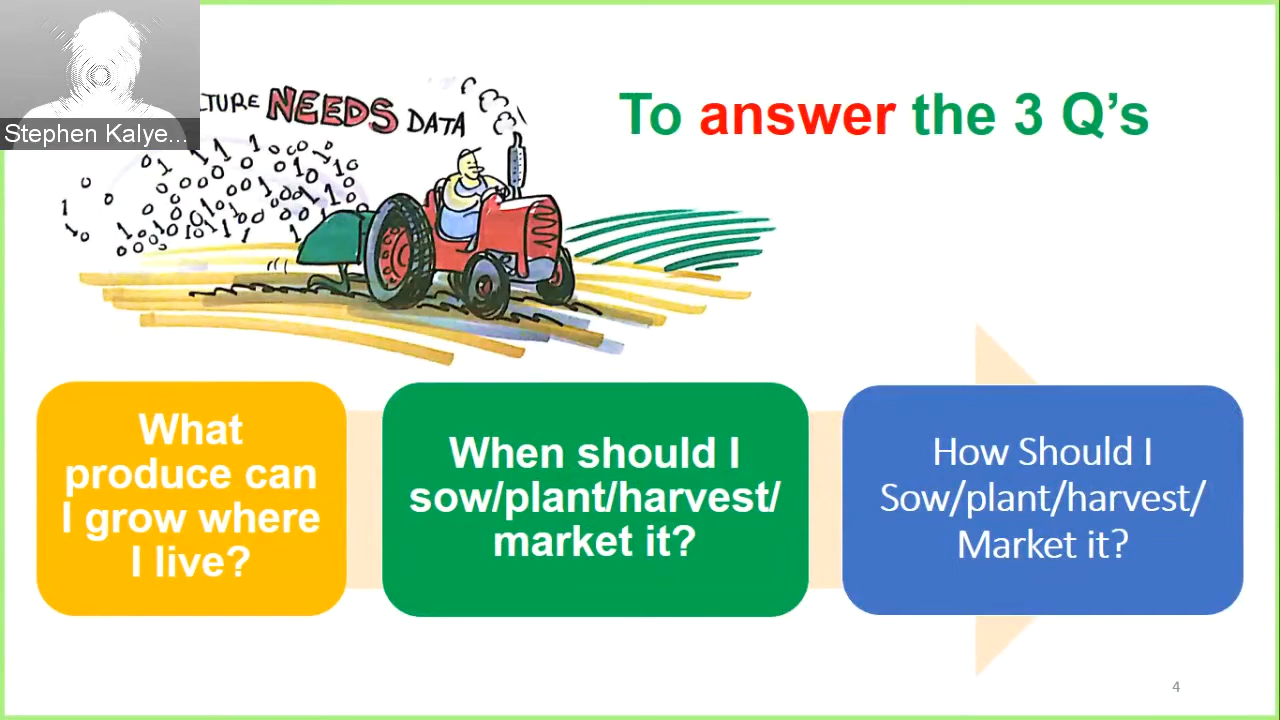 Stephen Kalye...
NEEDS DATA
To answer the 3 Q's
What
produce can
I grow where
I live?
When should I
sow/plant/harvest/
market it?
How Should I
Sow/plant/harvest/
Market it?
4